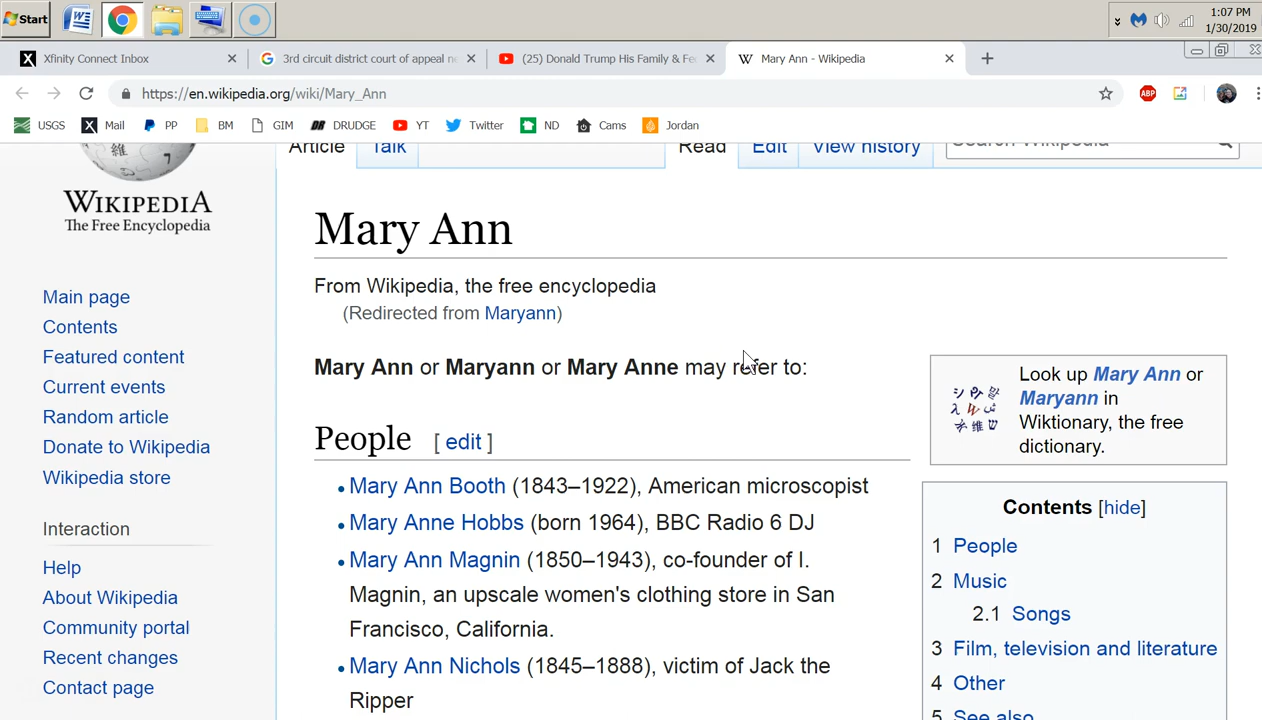 Start
1:07 PM
1/30/2019
Xfinity Connect Inbox
3rd circuit district court of appeal n
(25) Donald Trump His Family & Fe
Mary Ann - Wikipedia
https://en.wikipedia.org/wiki/Mary_Ann
ABP
USGS X Mail PP BM GIM DR DRUDGE YT Twitter ND Cams Jordan
Article Talk Read Edit View history Search Wikipedia
WIKIPEDIA
The Free Encyclopedia
Main page
Contents
Featured content
Current events
Random article
Donate to Wikipedia
Wikipedia store
Interaction
Help
About Wikipedia
Community portal
Recent changes
Contact page
Mary Ann
From Wikipedia, the free encyclopedia
(Redirected from Maryann)
Mary Ann or Maryann or Mary Anne may refer to:
People [ edit ]
Mary Ann Booth (1843–1922), American microscopist
Mary Anne Hobbs (born 1964), BBC Radio 6 DJ
Mary Ann Magnin (1850–1943), co-founder of I.
Magnin, an upscale women's clothing store in San
Francisco, California.
Mary Ann Nichols (1845–1888), victim of Jack the
Ripper
Look up Mary Ann or
Maryann in
Wiktionary, the free
dictionary.
Contents [hide]
1 People
2 Music
2.1 Songs
3 Film, television and literature
4 Other
5 See also